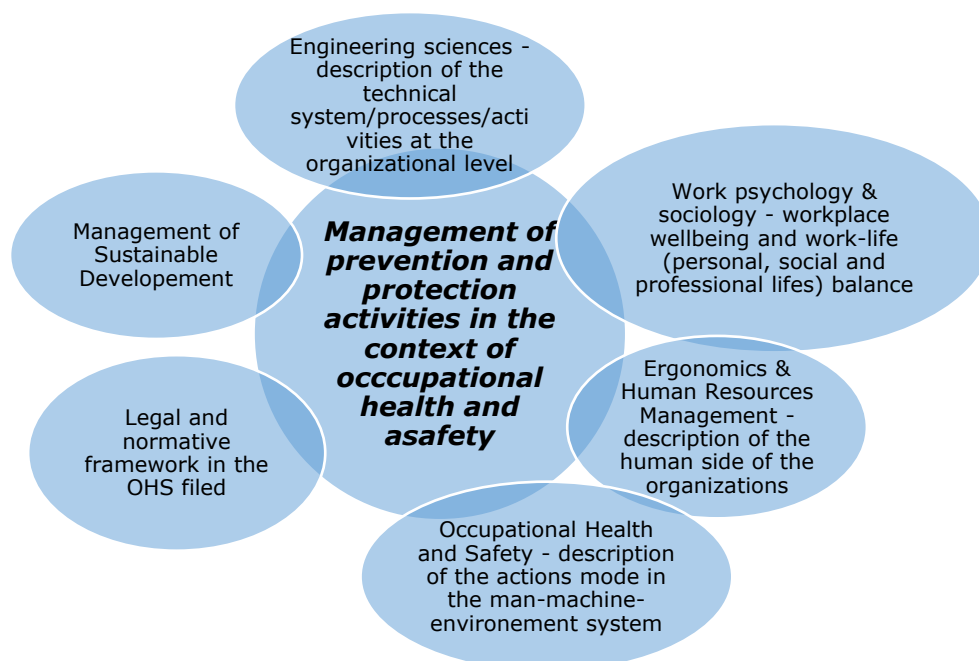 Engineering sciences -
description of the
technical
system/processes/acti
vities at the
organizational level
Work psychology &
sociology - workplace
wellbeing and work-life
(personal, social and
professional lifes) balance
Management of
Sustainable
Developement
Management of
prevention and
protection
activities in the
context of
occcupational
health and
asafety
Ergonomics &
Human Resources
Management -
description of the
human side of the
organizations
Legal and
normative
framework in the
OHS filed
Occupational Health
and Safety - description
of the actions mode in
the man-machine-
environement system